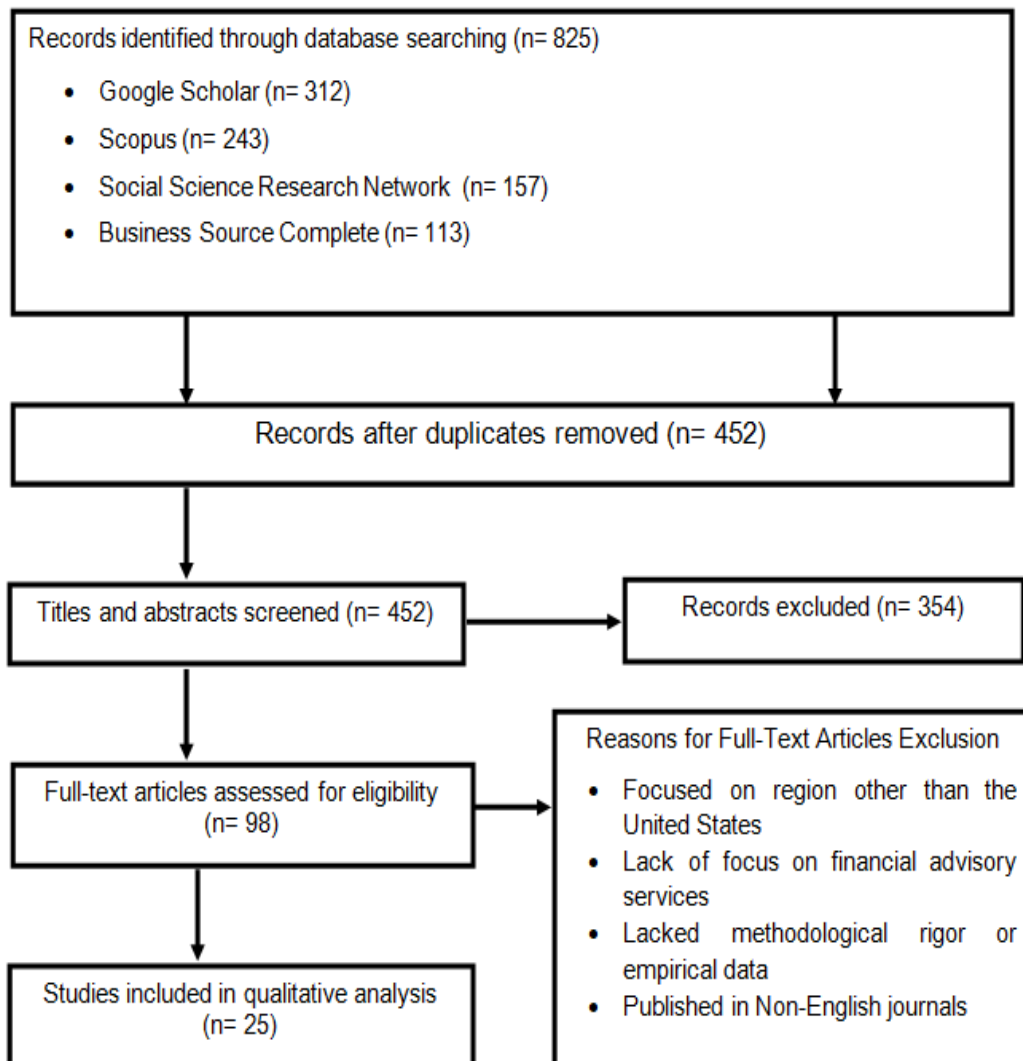 Records identified through database searching (n= 825)
• Google Scholar (n= 312)
• Scopus (n= 243)
• Social Science Research Network (n= 157)
• Business Source Complete (n= 113)
Records after duplicates removed (n= 452)
Titles and abstracts screened (n= 452)
Records excluded (n= 354)
Full-text articles assessed for eligibility
(n= 98)
Reasons for Full-Text Articles Exclusion
• Focused on region other than the
United States
• Lack of focus on financial advisory
services
• Lacked methodological rigor or
empirical data
• Published in Non-English journals
Studies included in qualitative analysis
(n= 25)